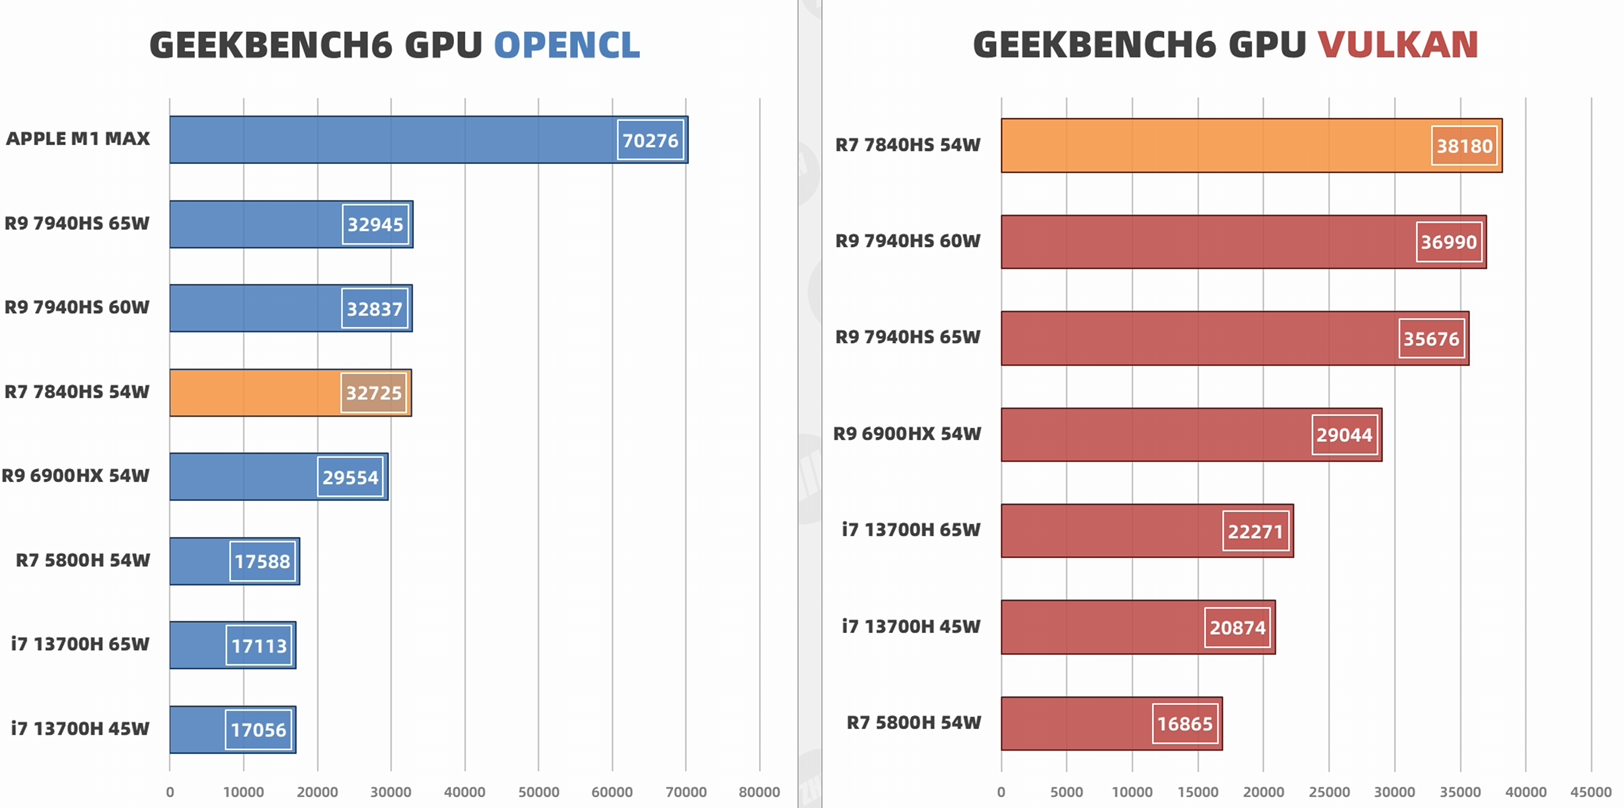 GEEKBENCH6 GPU OPENCL
APPLE M1 MAX 70276
R9 7940HS 65W 32945
R9 7940HS 60W 32837
R7 7840HS 54W 32725
R9 6900HX 54W 29554
R7 5800H 54W 17588
i7 13700H 65W 17113
i7 13700H 45W 17056
0 10000 20000 30000 40000 50000 60000 70000 80000
GEEKBENCH6 GPU VULKAN
R7 7840HS 54W 38180
R9 7940HS 60W 36990
R9 7940HS 65W 35676
R9 6900HX 54W 29044
i7 13700H 65W 22271
i7 13700H 45W 20874
R7 5800H 54W 16865
0 5000 10000 15000 20000 25000 30000 35000 40000 45000